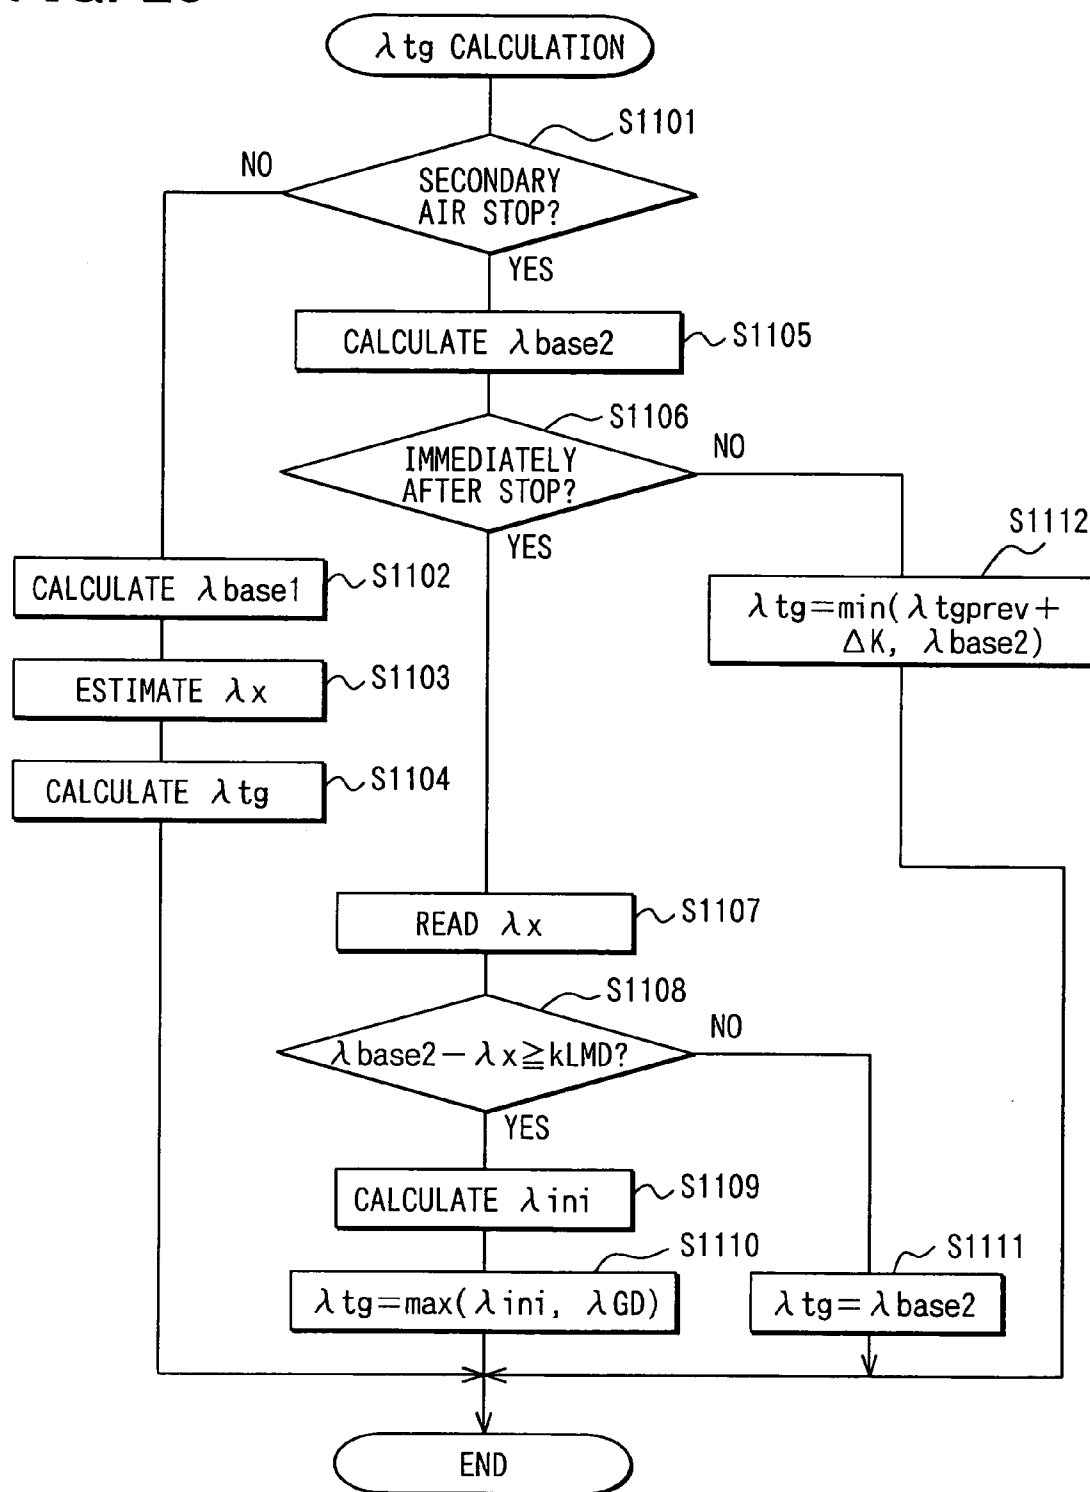 λtg CALCULATION
S1101
NO
SECONDARY
AIR STOP?
YES
CALCULATE λbase2
S1105
S1106
NO
IMMEDIATELY
AFTER STOP?
YES
S1112
CALCULATE λbase1
S1102
λtg=min(λtgprev+
ΔK, λbase2)
ESTIMATE λx
S1103
CALCULATE λtg
S1104
READ λx
S1107
S1108
NO
λbase2-λx≧kLMD?
YES
CALCULATE λini
S1109
S1110
S1111
λtg=max(λini, λGD)
λtg=λbase2
END